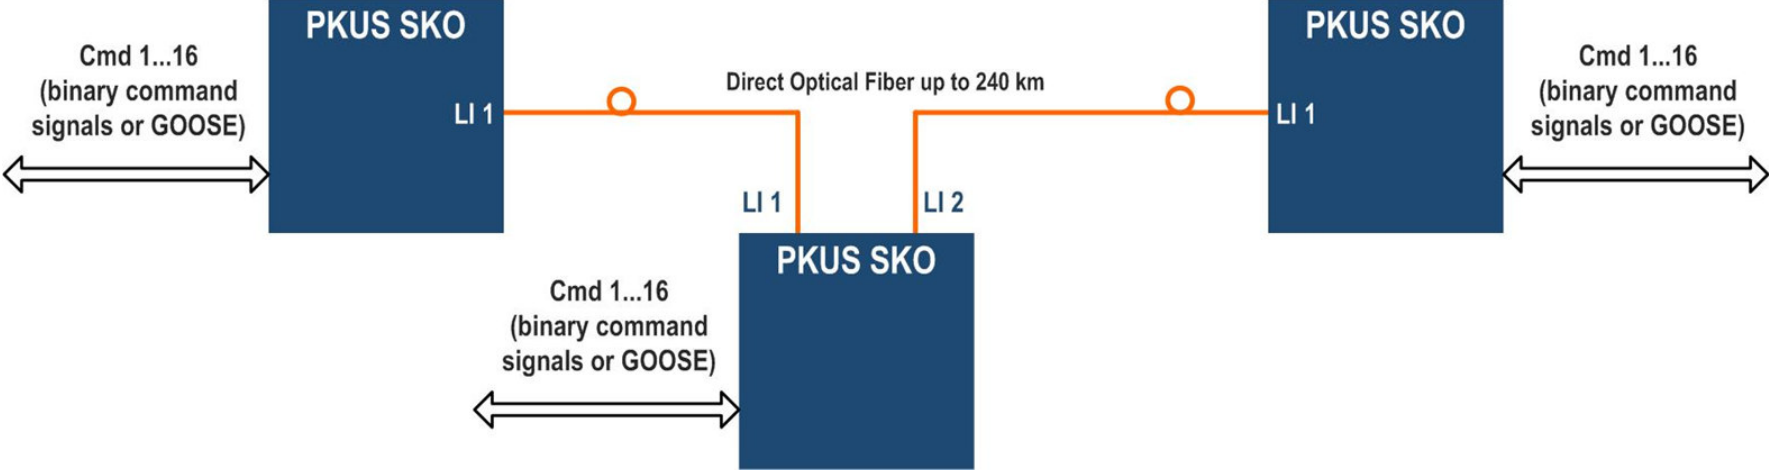 PKUS SKO
Cmd 1...16
(binary command
signals or GOOSE)
LI 1
Direct Optical Fiber up to 240 km
PKUS SKO
LI 1
Cmd 1...16
(binary command
signals or GOOSE)
LI 1
LI 2
PKUS SKO
Cmd 1...16
(binary command
signals or GOOSE)